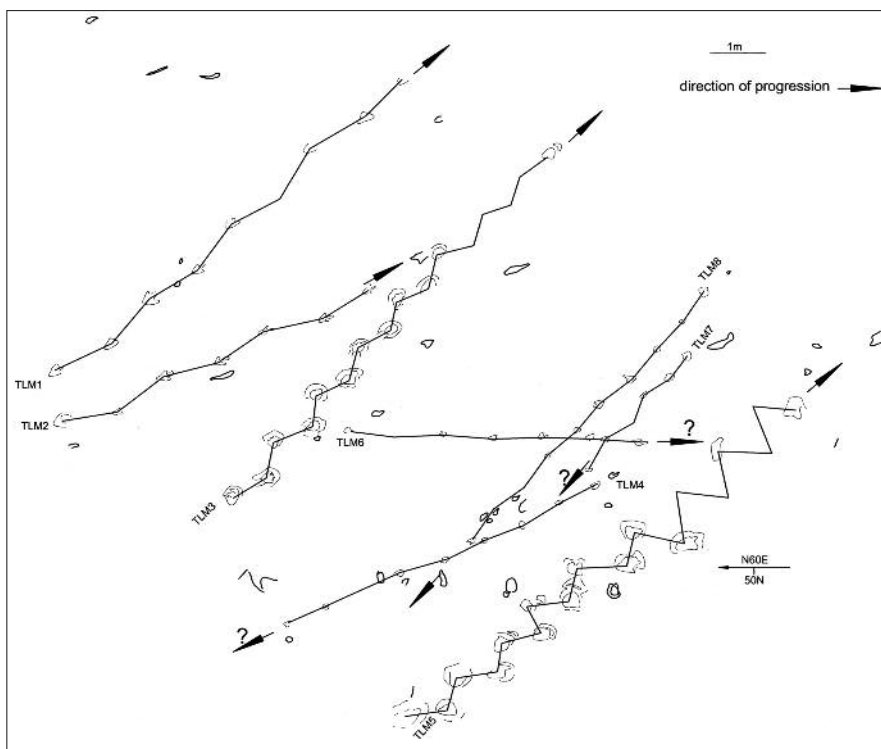 1m
direction of progression
TLM1
TLM2
TLM3
TLM6
?
TLM8
TLM7
?
TLM4
N60E
50N
?
TLM5